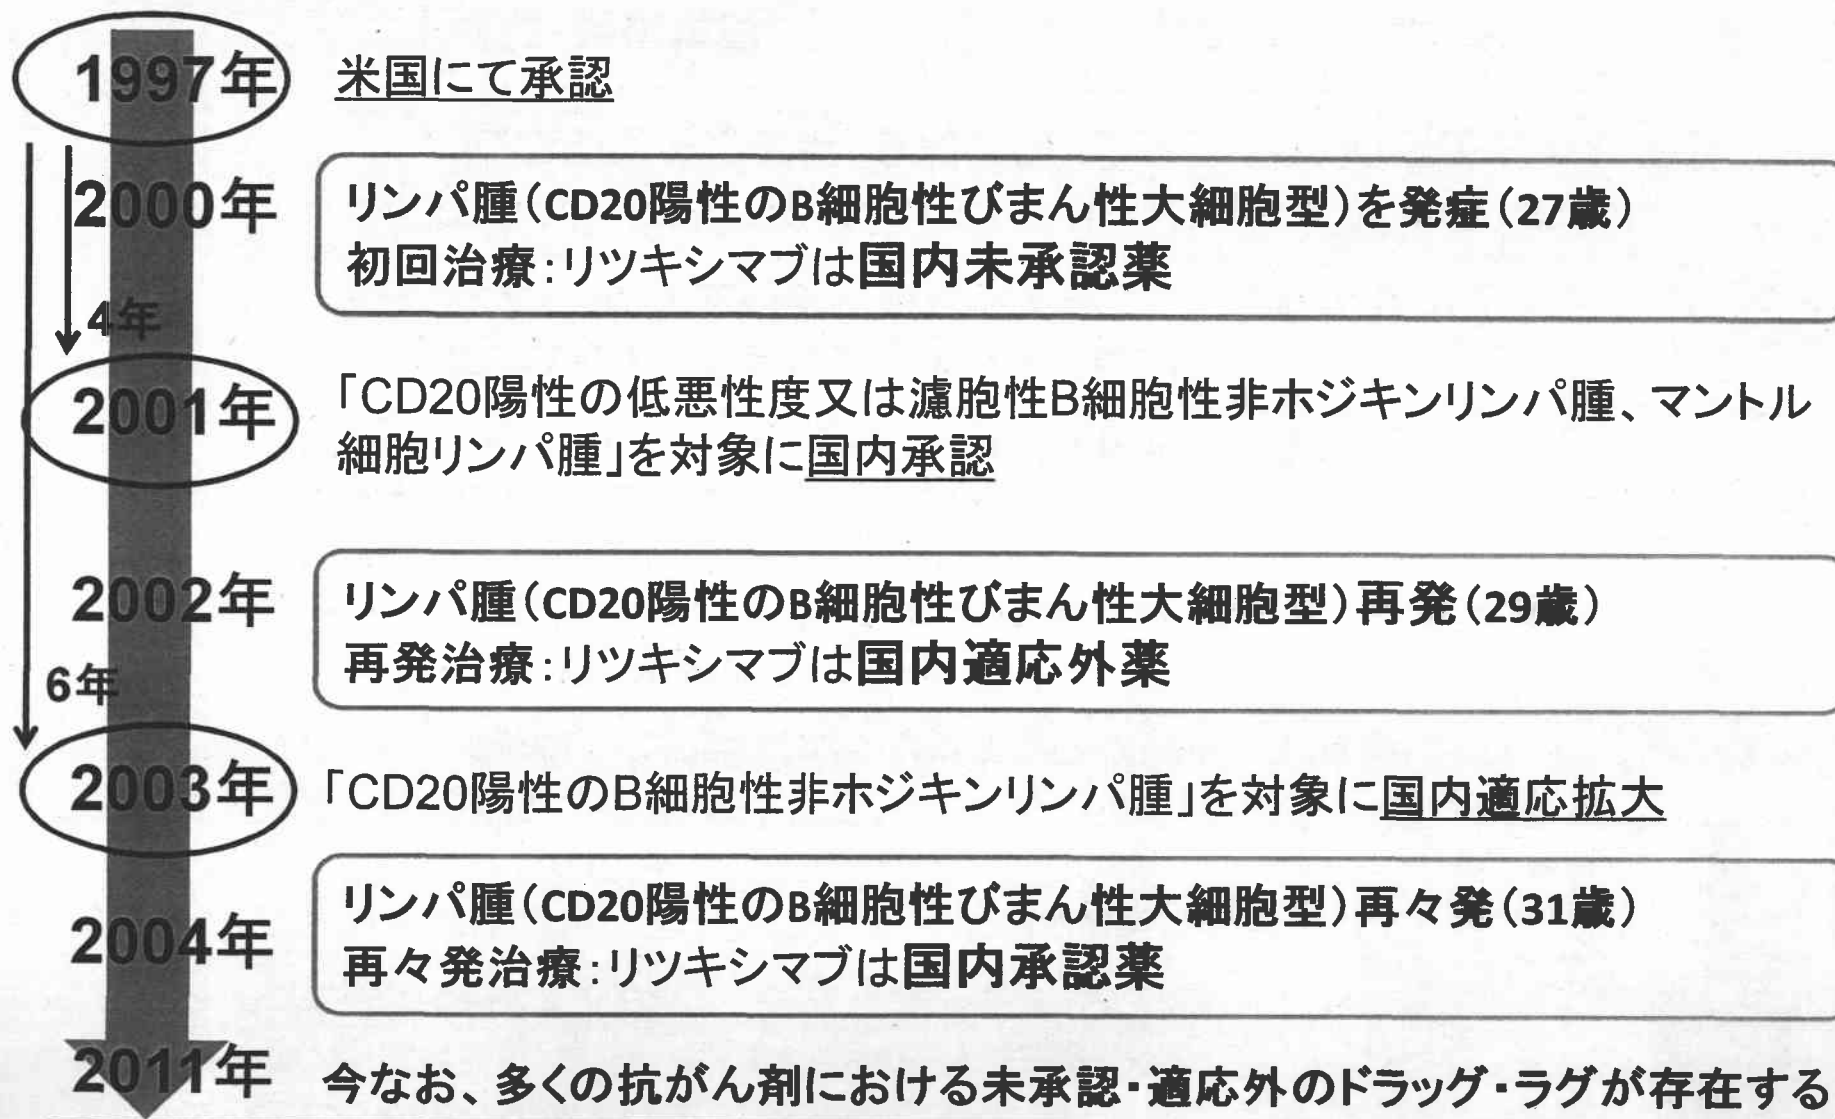 1997年 米国にて承認
2000年 リンパ腫(CD20陽性のB細胞性びまん性大細胞型)を発症(27歳)
初回治療:リツキシマブは国内未承認薬
4年
2001年 「CD20陽性の低悪性度又は濾胞性B細胞性非ホジキンリンパ腫、マントル
細胞リンパ腫」を対象に国内承認
2002年 リンパ腫(CD20陽性のB細胞性びまん性大細胞型)再発(29歳)
再発治療:リツキシマブは国内適応外薬
6年
2003年 「CD20陽性のB細胞性非ホジキンリンパ腫」を対象に国内適応拡大
2004年 リンパ腫(CD20陽性のB細胞性びまん性大細胞型)再々発(31歳)
再々発治療:リツキシマブは国内承認薬
2011年 今なお、多くの抗がん剤における未承認・適応外のドラッグ・ラグが存在する